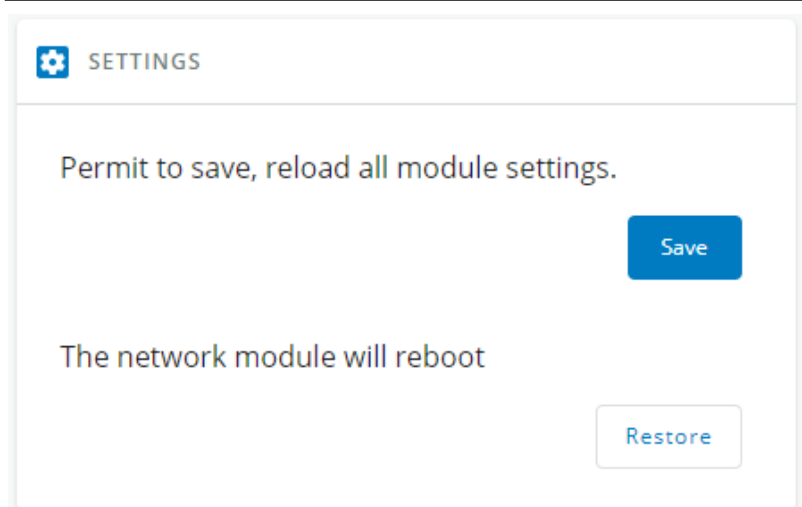 SETTINGS
Permit to save, reload all module settings.
Save
The network module will reboot
Restore